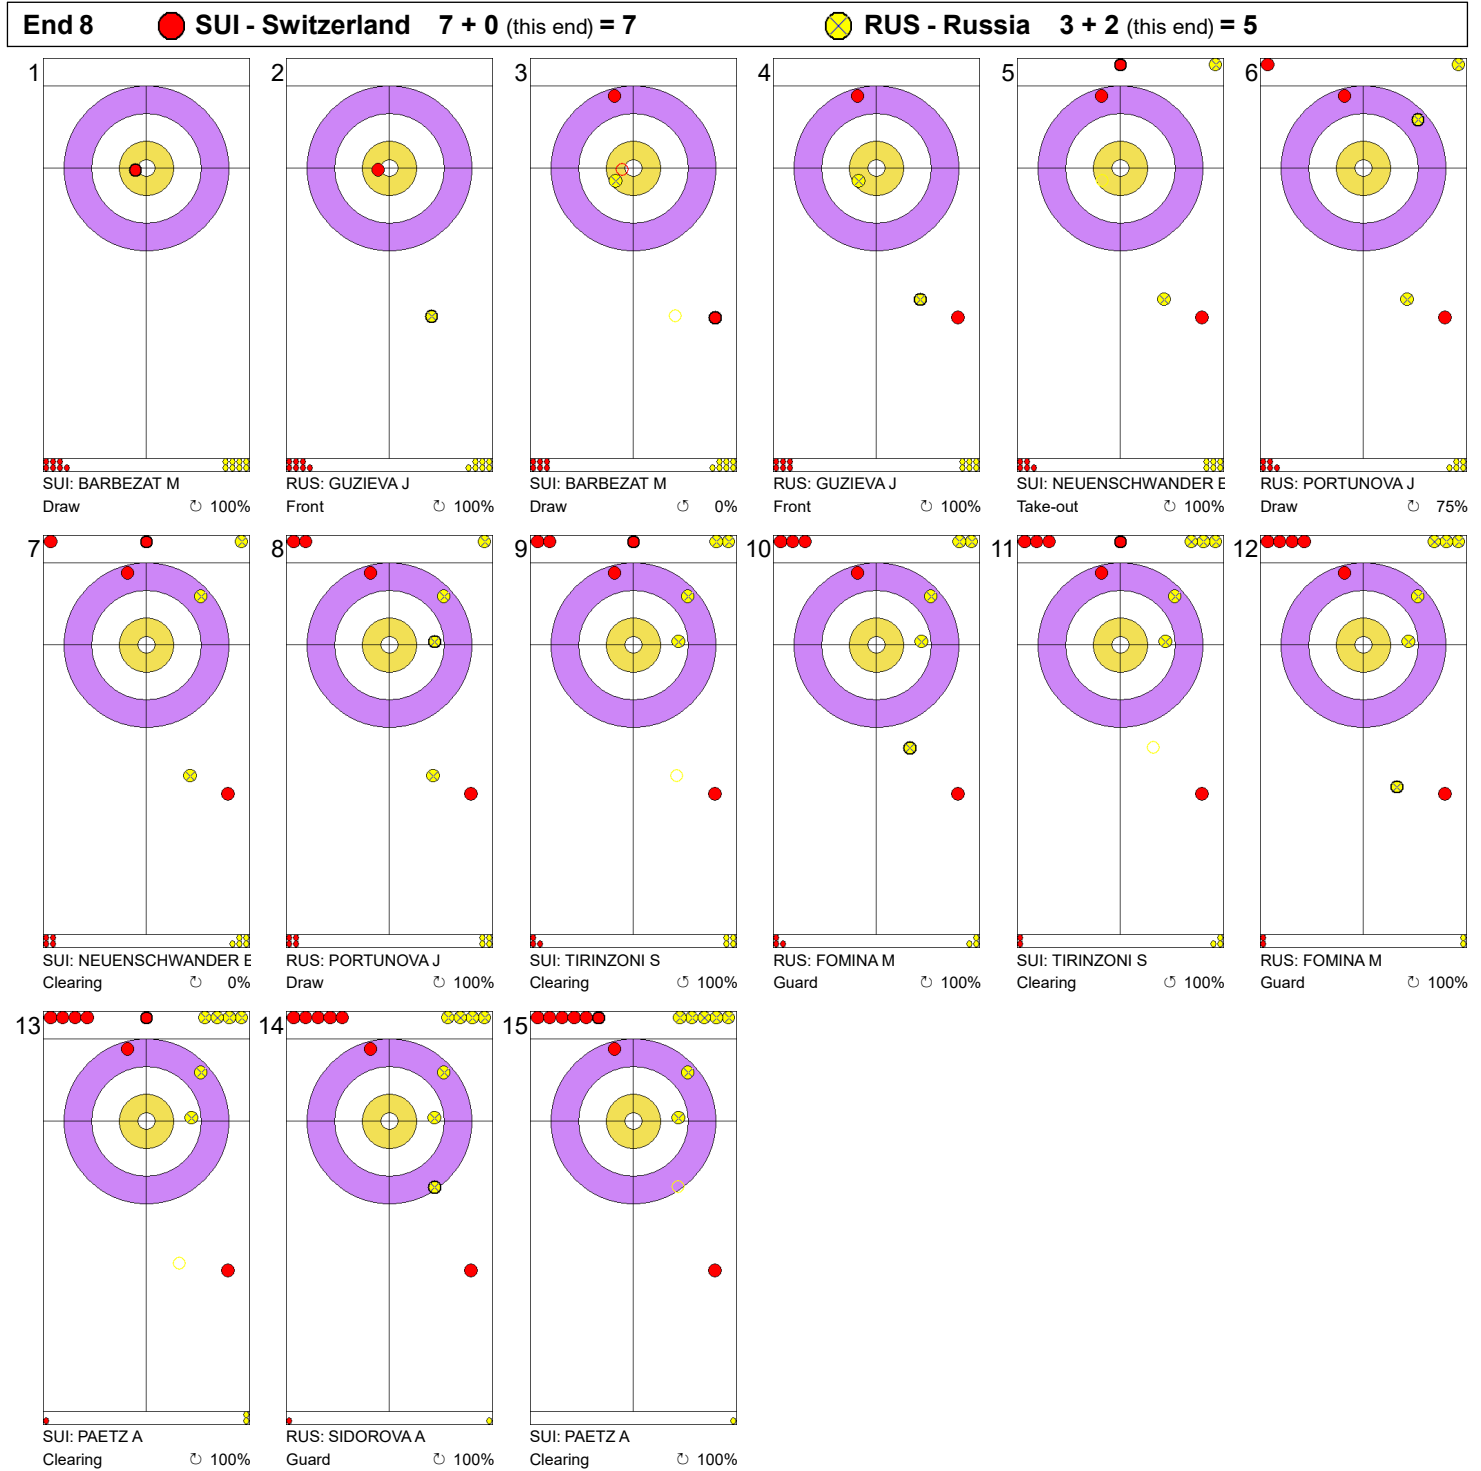 End 8 SUI - Switzerland 7 + 0 (this end) = 7 RUS - Russia 3 + 2 (this end) = 5
1 2 3 4 5 6
SUI: BARBEZAT M RUS: GUZIEVA J SUI: BARBEZAT M RUS: GUZIEVA J SUI: NEUENSCHWANDER E RUS: PORTUNOVA J
Draw ↻ 100% Front ↻ 100% Draw ↺ 0% Front ↻ 100% Take-out ↻ 100% Draw ↻ 75%
7 8 9 10 11 12
SUI: NEUENSCHWANDER E RUS: PORTUNOVA J SUI: TIRINZONI S RUS: FOMINA M SUI: TIRINZONI S RUS: FOMINA M
Clearing ↻ 0% Draw ↻ 100% Clearing ↻ 100% Guard ↻ 100% Clearing ↻ 100% Guard ↻ 100%
13 14 15
SUI: PAETZ A RUS: SIDOROVA A SUI: PAETZ A
Clearing ↻ 100% Guard ↻ 100% Clearing ↻ 100%